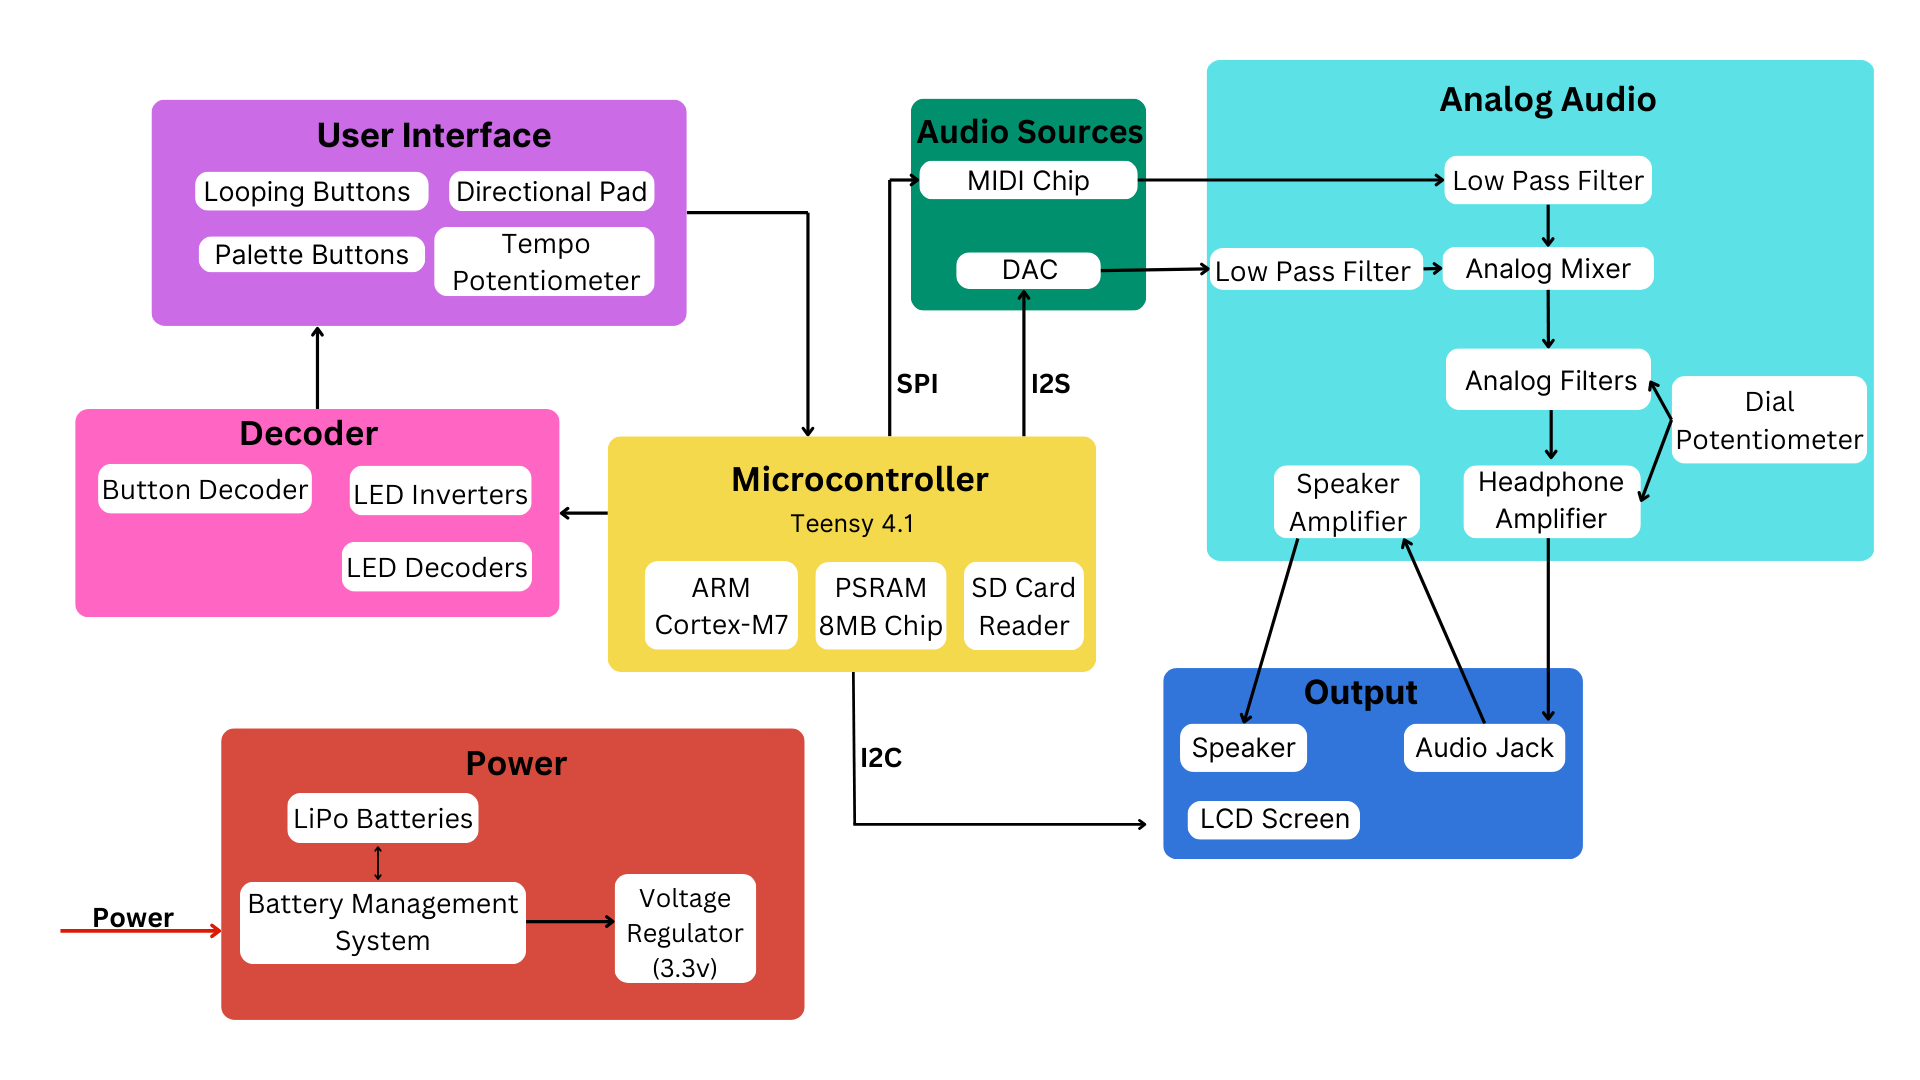 User Interface
Looping Buttons
Directional Pad
Palette Buttons
Tempo
Potentiometer
Audio Sources
MIDI Chip
DAC
Analog Audio
Low Pass Filter
Low Pass Filter
Analog Mixer
Analog Filters
Dial
Potentiometer
Speaker
Amplifier
Headphone
Amplifier
SPI
I2S
Decoder
Button Decoder
LED Inverters
LED Decoders
Microcontroller
Teensy 4.1
ARM
Cortex-M7
PSRAM
8MB Chip
SD Card
Reader
I2C
Output
Speaker
Audio Jack
LCD Screen
Power
LiPo Batteries
Battery Management
System
Voltage
Regulator
(3.3v)
Power